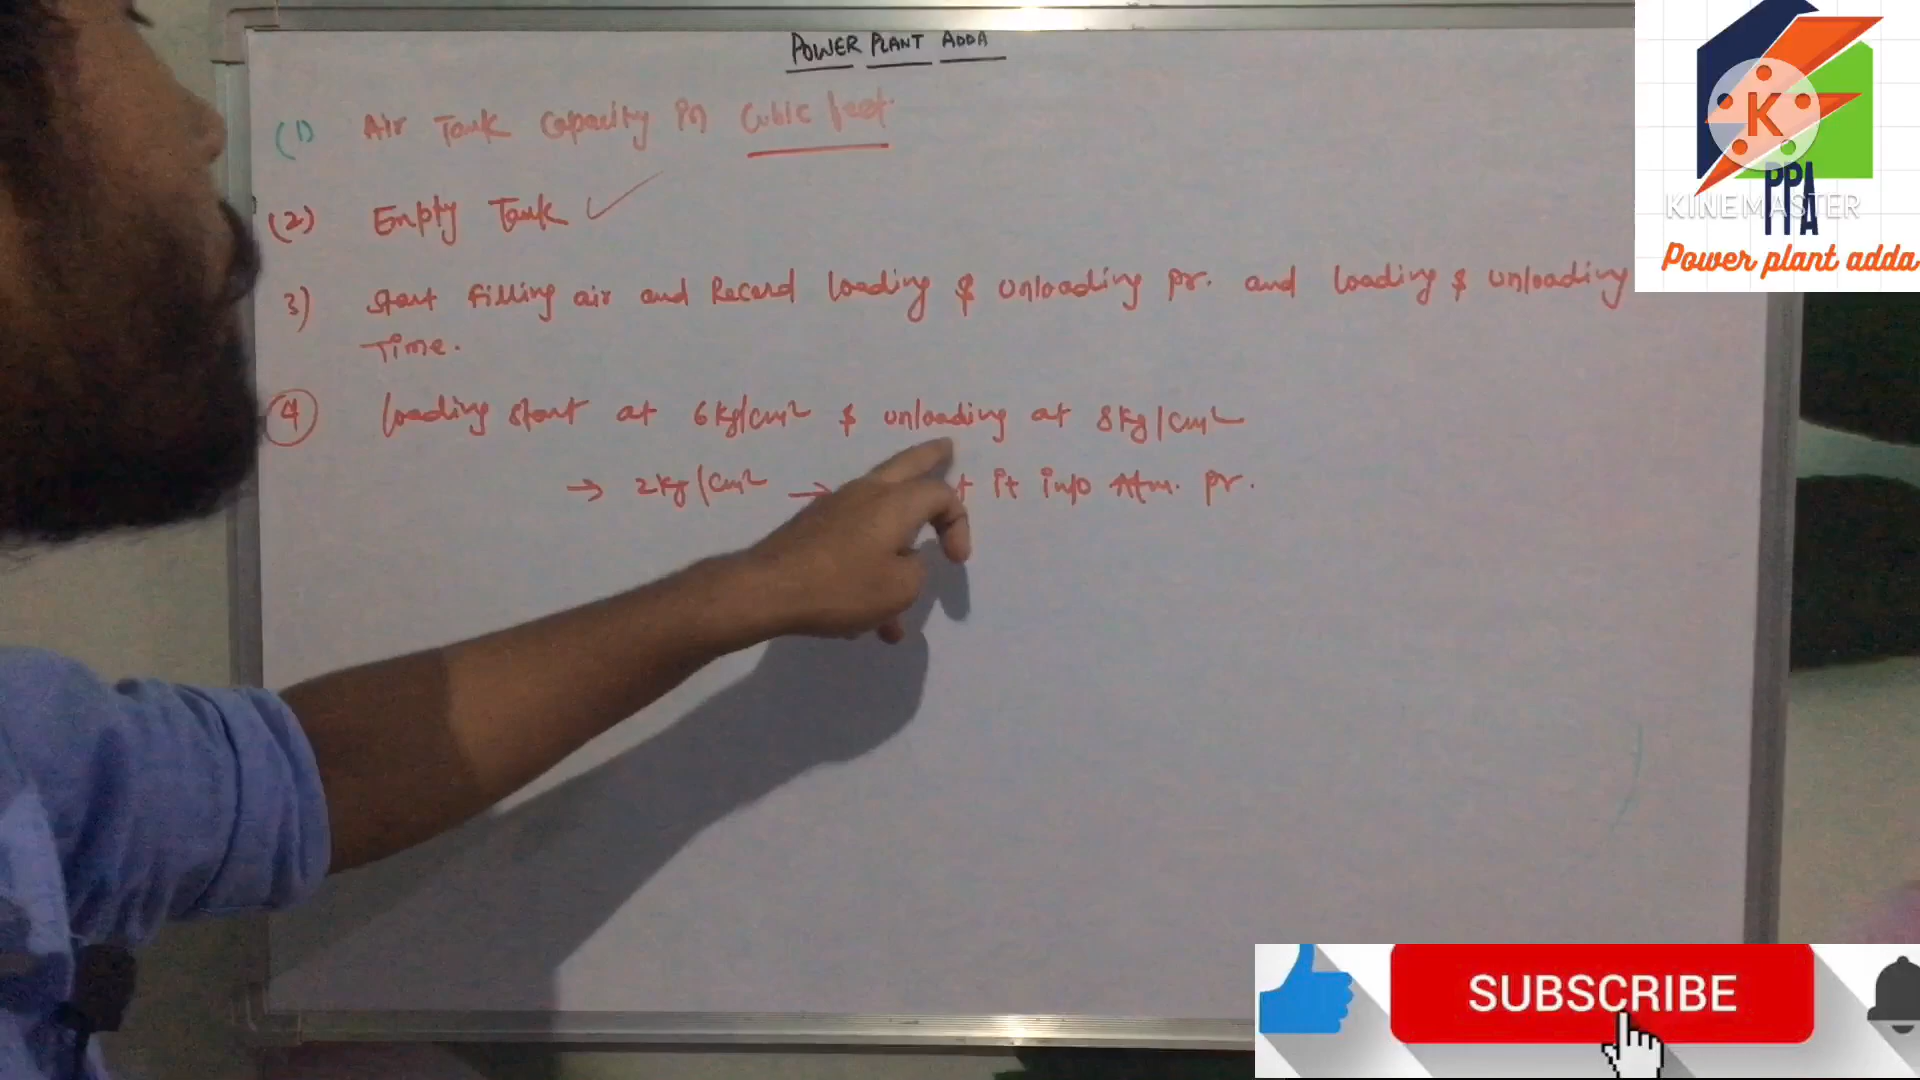 POWER PLANT ADDA
(1) Air Tank Capacity in Cubic feet.
(2) Empty Tank ✓
3) Start Filling air and Record loading & unloading pr. and loading & unloading
Time.
4 loading start at 6kg/cm² & unloading at 8kg/cm²
→ 2kg/cm² → it into Atm. pr.
K
PPA
KINEMASTER
Power plant adda
SUBSCRIBE